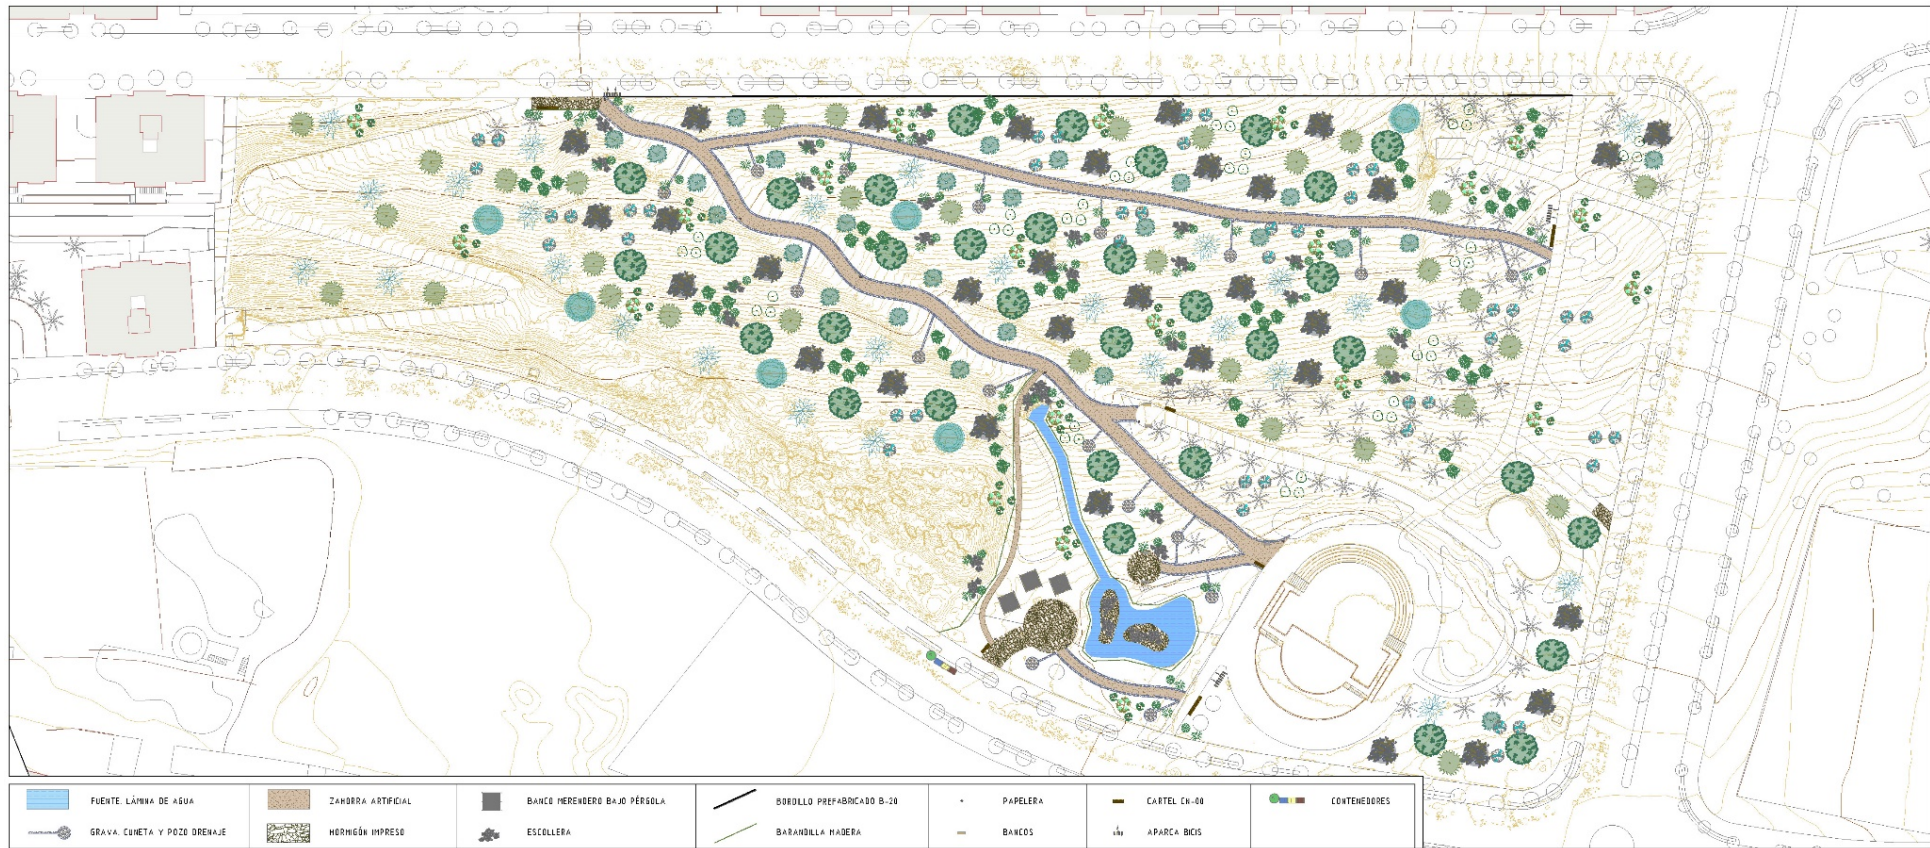 FUENTE. LÁMINA DE AGUA
ZAHORRA ARTIFICIAL
BANCO MERENDERO BAJO PÉRGOLA
BORDILLO PREFABRICADO B-20
PAPELERA
CARTEL CN-00
CONTENEDORES
GRAVA. CUNETA Y POZO DRENAJE
HORMIGÓN IMPRESO
ESCOLLERA
BARANDILLA MADERA
BANCOS
APARCA BICIS